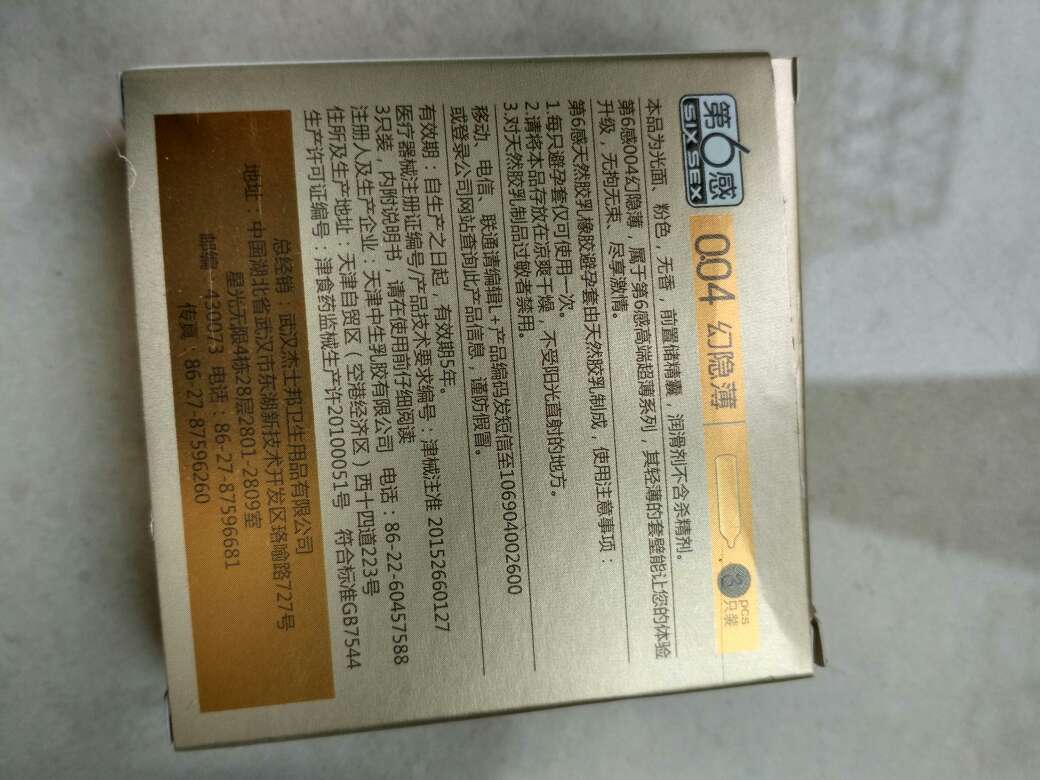 第6感
SIX SEX
0.04 幻隐薄
3 pcs
只装
本品为光面、粉色，无香，前置储精囊，润滑剂不含杀精剂。
第6感004幻隐薄，属于第6感高端超薄系列，其轻薄的套壁能让您的体验
升级，无拘无束、尽享激情。
第6感天然胶乳橡胶避孕套由天然胶乳制成，使用注意事项：
1.每只避孕套仅可使用一次。
2.请将本品存放在凉爽干燥，不受阳光直射的地方。
3.对天然胶乳制品过敏者禁用。
移动、电信、联通请编辑L+产品编码发短信至106904002600
或登录公司网站查询此产品信息，谨防假冒。
有效期：自生产之日起，有效期5年。
医疗器械注册证编号/产品技术要求编号：津械注准 20152660127
3只装，内附说明书，请在使用前仔细阅读
注册人及生产企业：天津中生乳胶有限公司 电话：86-22-60457588
住所及生产地址：天津自贸区（空港经济区）西十四道223号
生产许可证编号：津食药监械生产许20100051号 符合标准GB7544
总经销：武汉杰士邦卫生用品有限公司
地址：中国湖北省武汉市东湖新技术开发区珞喻路727号
星光无限4栋28层2801-2809室
邮编：430073 电话：86-27-87596681
传真：86-27-87596260